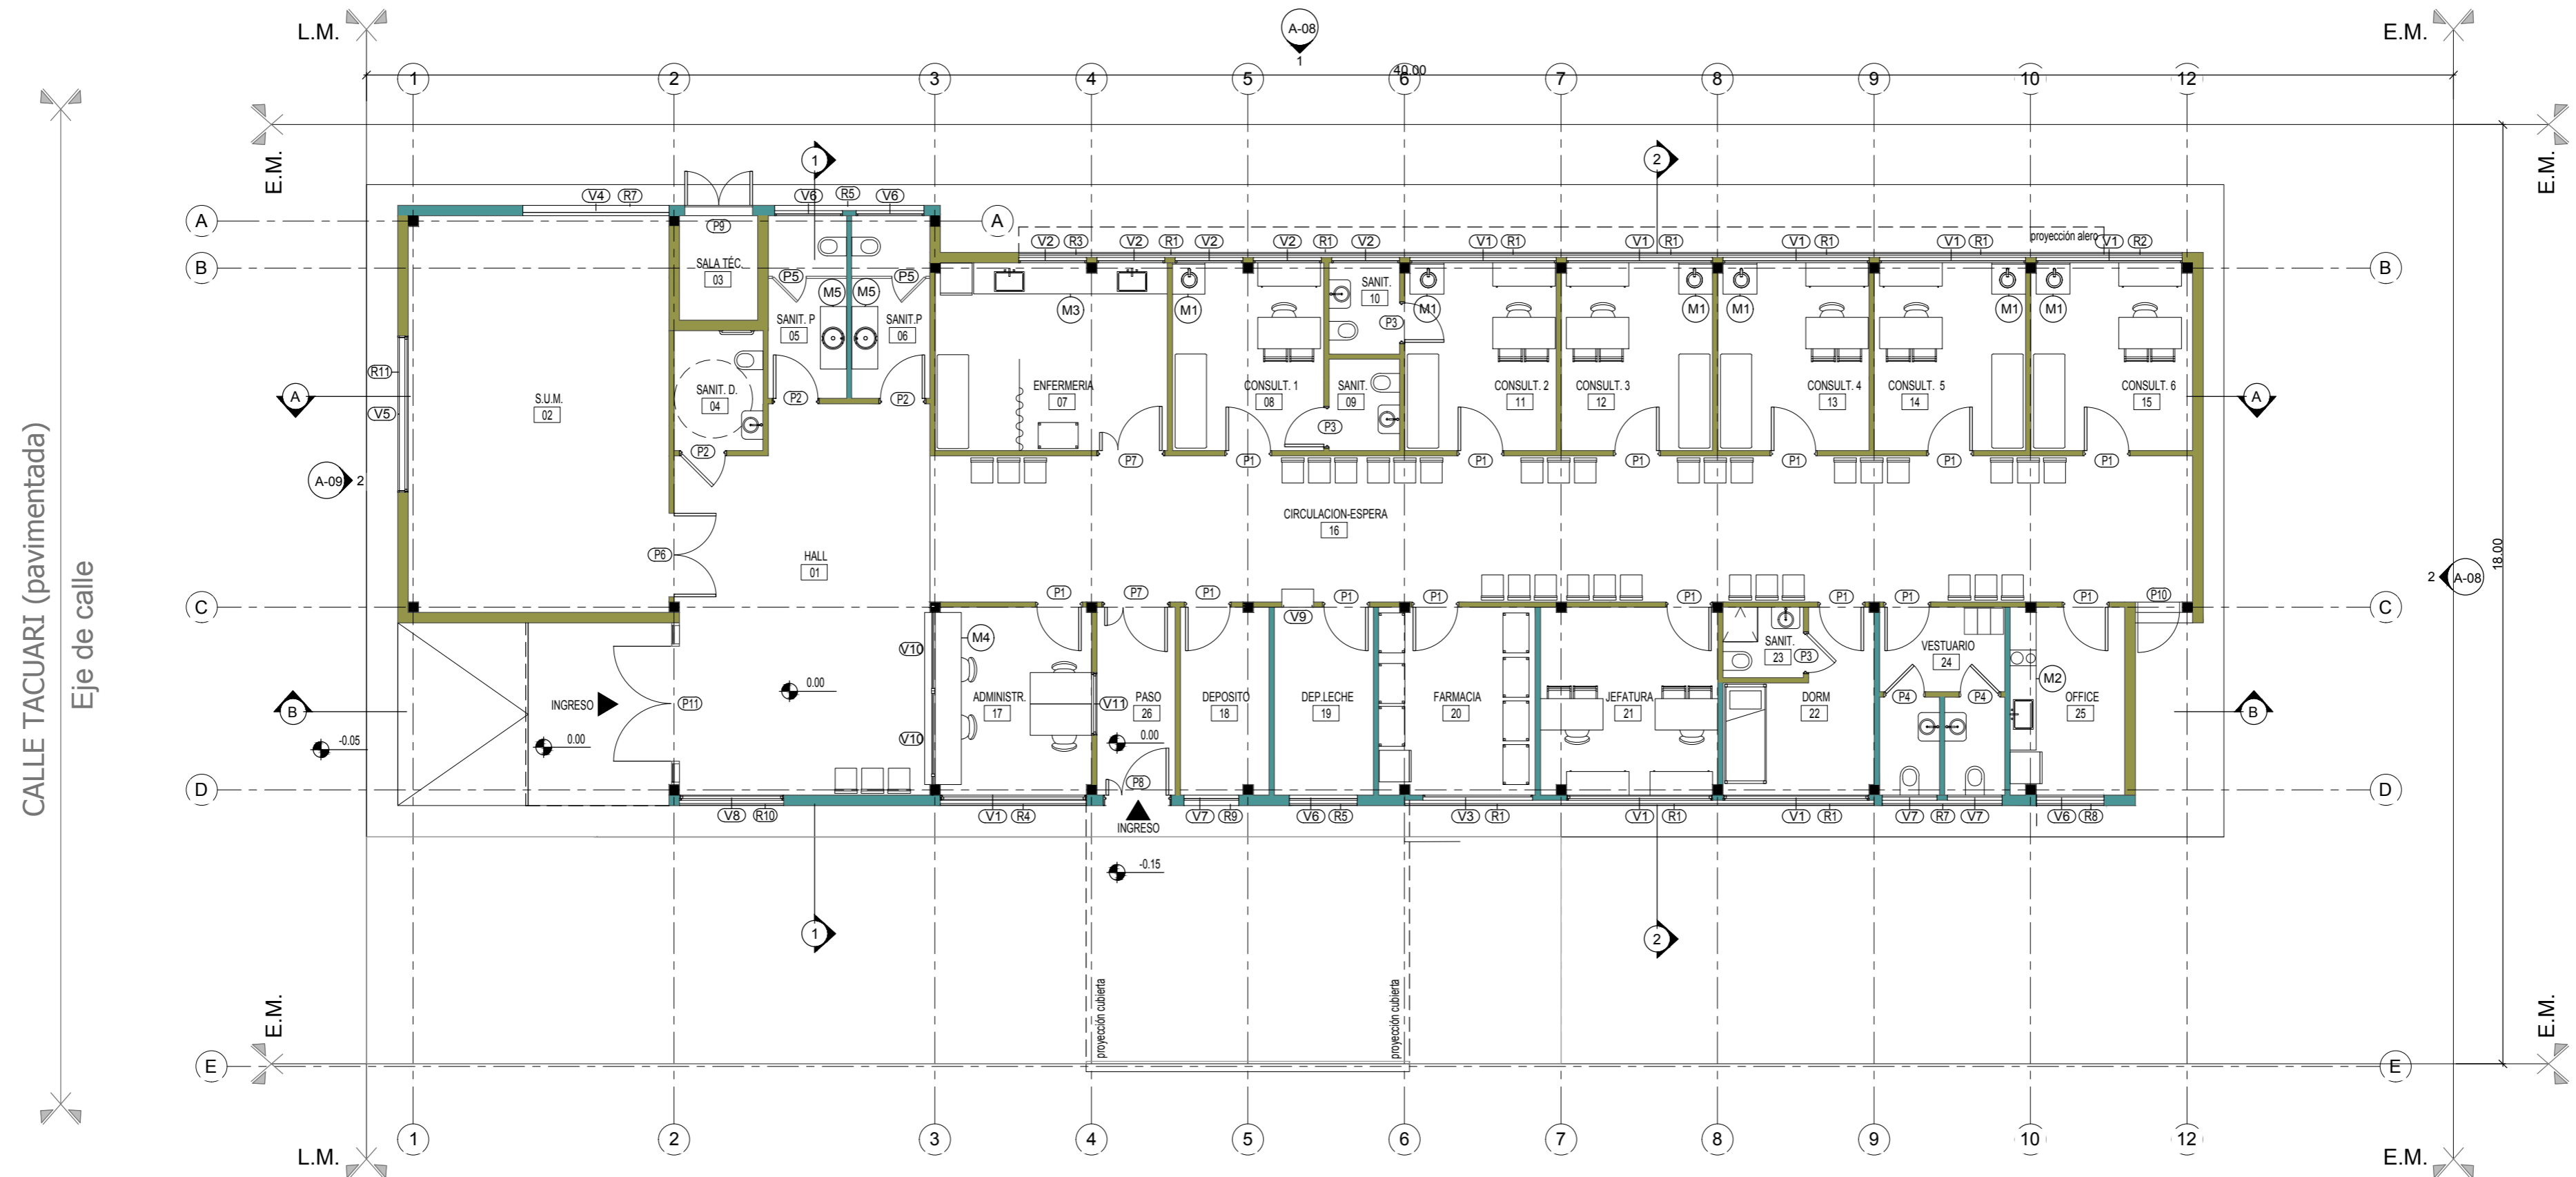 L.M.
A-08
1
E.M.
40.00
1
2
3
4
5
6
7
8
9
10
12
E.M.
E.M.
1
2
V4
R7
V6
R5
V6
A
A
P9
proyección alero
V2
R3
V2
R1
V2
V2
R1
V2
V1
R1
V1
R1
V1
R1
V1
R1
V1
R2
B
B
SALA TÉC.
03
P5
P5
M5
M5
SANIT. P
05
SANIT.P
06
M3
M1
SANIT.
10
P3
M1
M1
M1
M1
M1
R11
V5
A
A
S.U.M.
02
SANIT. D.
04
P2
P2
P2
ENFERMERIA
07
CONSULT. 1
08
SANIT.
09
P3
CONSULT. 2
11
CONSULT. 3
12
CONSULT. 4
13
CONSULT. 5
14
CONSULT. 6
15
P7
P1
P1
P1
P1
P1
P1
A-09
2
CIRCULACION-ESPERA
16
P6
HALL
01
18.00
2
A-08
CALLE TACUARI (pavimentada)
Eje de calle
C
C
P1
P7
P1
V9
P1
P1
P1
P1
P1
P1
P10
M4
V10
V10
SANIT.
23
P3
VESTUARIO
24
M2
0.00
INGRESO
P11
ADMINISTR.
17
V11
PASO
26
DEPOSITO
18
DEP.LECHE
19
FARMACIA
20
JEFATURA
21
DORM
22
P4
P4
OFFICE
25
B
B
-0.05
0.00
0.00
P8
D
D
V8
R10
V1
R4
INGRESO
V7
R9
V6
R5
V3
R1
V1
R1
V1
R1
V7
R7
V7
V6
R8
-0.15
1
2
proyección cubierta
proyección cubierta
E.M.
E.M.
E
E
1
2
3
4
5
6
7
8
9
10
12
L.M.
E.M.